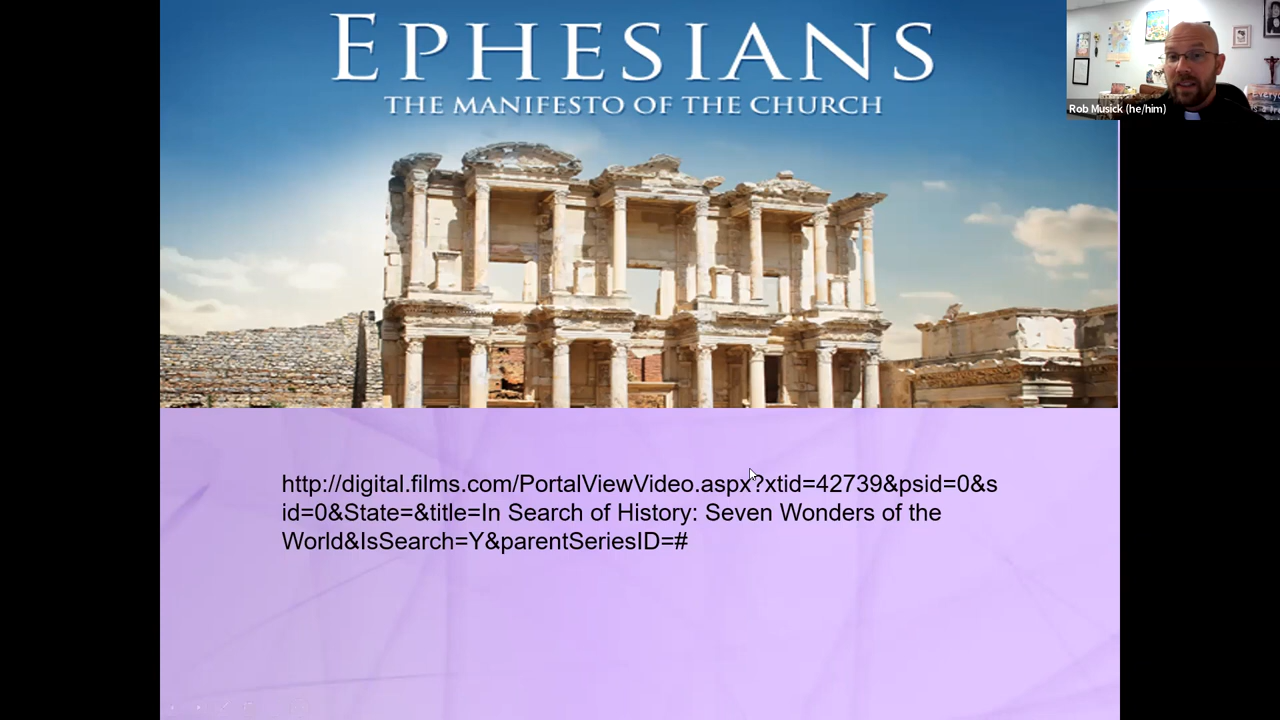 EPHESIANS
THE MANIFESTO OF THE CHURCH
Rob Musick (he/him)
http://digital.films.com/PortalViewVideo.aspx?xtid=42739&psid=0&s
id=0&State=&title=In Search of History: Seven Wonders of the
World&IsSearch=Y&parentSeriesID=#